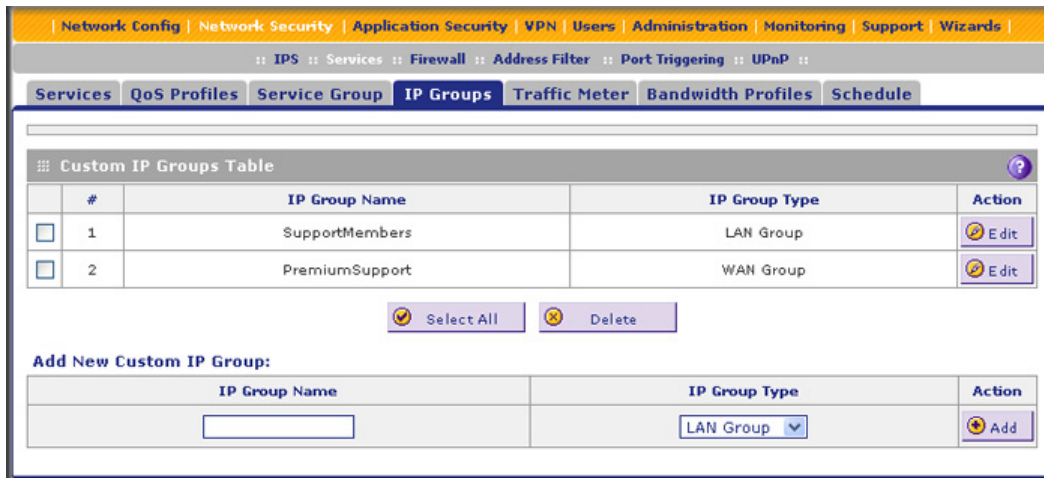 | Network Config | Network Security | Application Security | VPN | Users | Administration | Monitoring | Support | Wizards |
:: IPS :: Services :: Firewall :: Address Filter :: Port Triggering :: UPnP ::
Services QoS Profiles Service Group IP Groups Traffic Meter Bandwidth Profiles Schedule
Custom IP Groups Table ?
# IP Group Name IP Group Type Action
1 SupportMembers LAN Group Edit
2 PremiumSupport WAN Group Edit
Select All Delete
Add New Custom IP Group:
IP Group Name IP Group Type Action
LAN Group Add